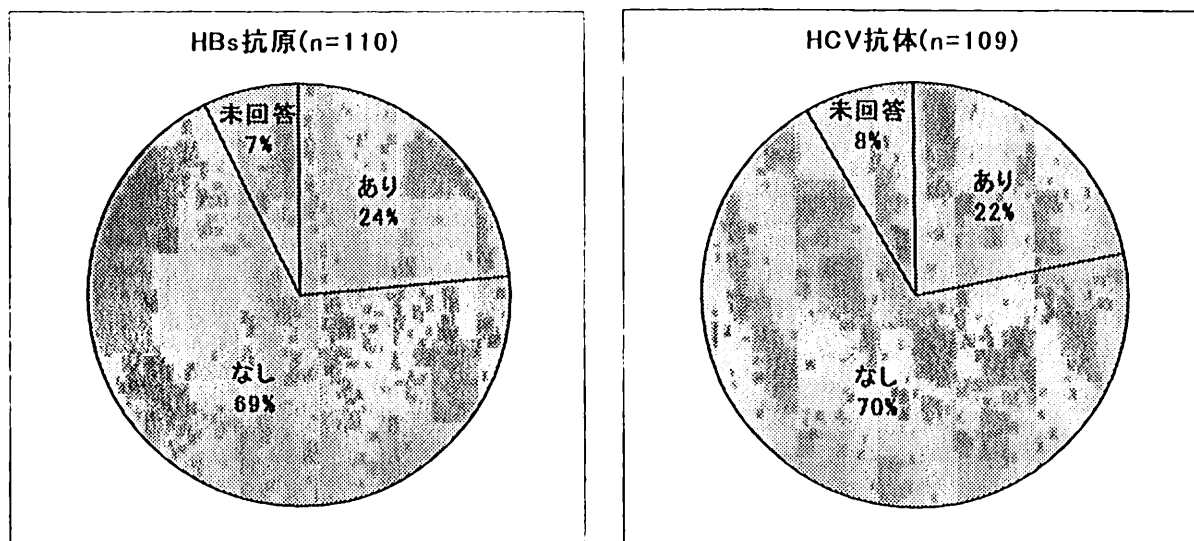 HBs抗原(n=110)
未回答
7%
あり
24%
なし
69%
HCV抗体(n=109)
未回答
8%
あり
22%
なし
70%